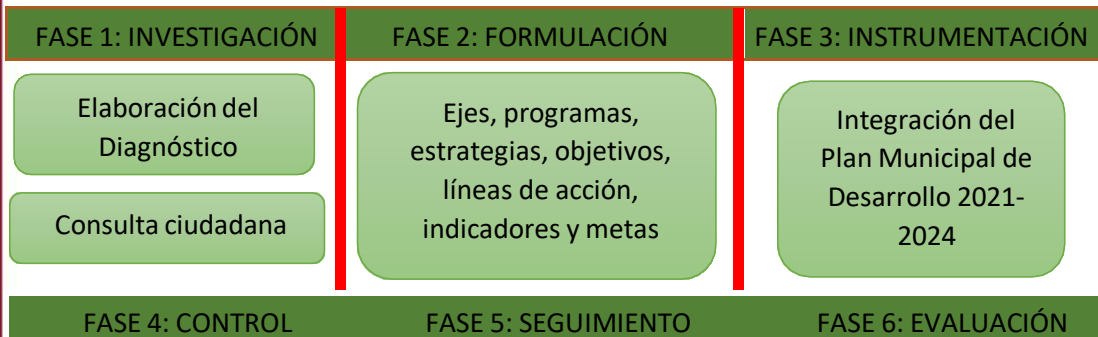 FASE 1: INVESTIGACIÓN
FASE 2: FORMULACIÓN
FASE 3: INSTRUMENTACIÓN
Elaboración del
Diagnóstico
Consulta ciudadana
Ejes, programas,
estrategias, objetivos,
líneas de acción,
indicadores y metas
Integración del
Plan Municipal de
Desarrollo 2021-
2024
FASE 4: CONTROL
FASE 5: SEGUIMIENTO
FASE 6: EVALUACIÓN